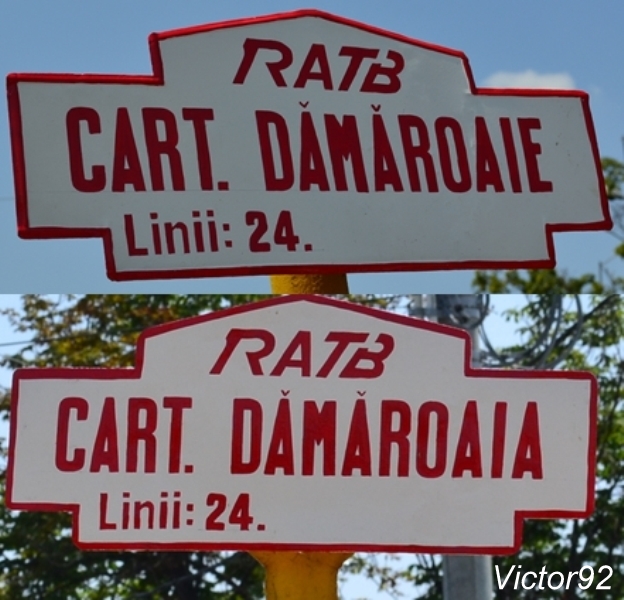 RATB
CART. DĂMĂROAIE
Linii: 24.
RATB
CART. DĂMĂROAIA
Linii: 24.
Victor92